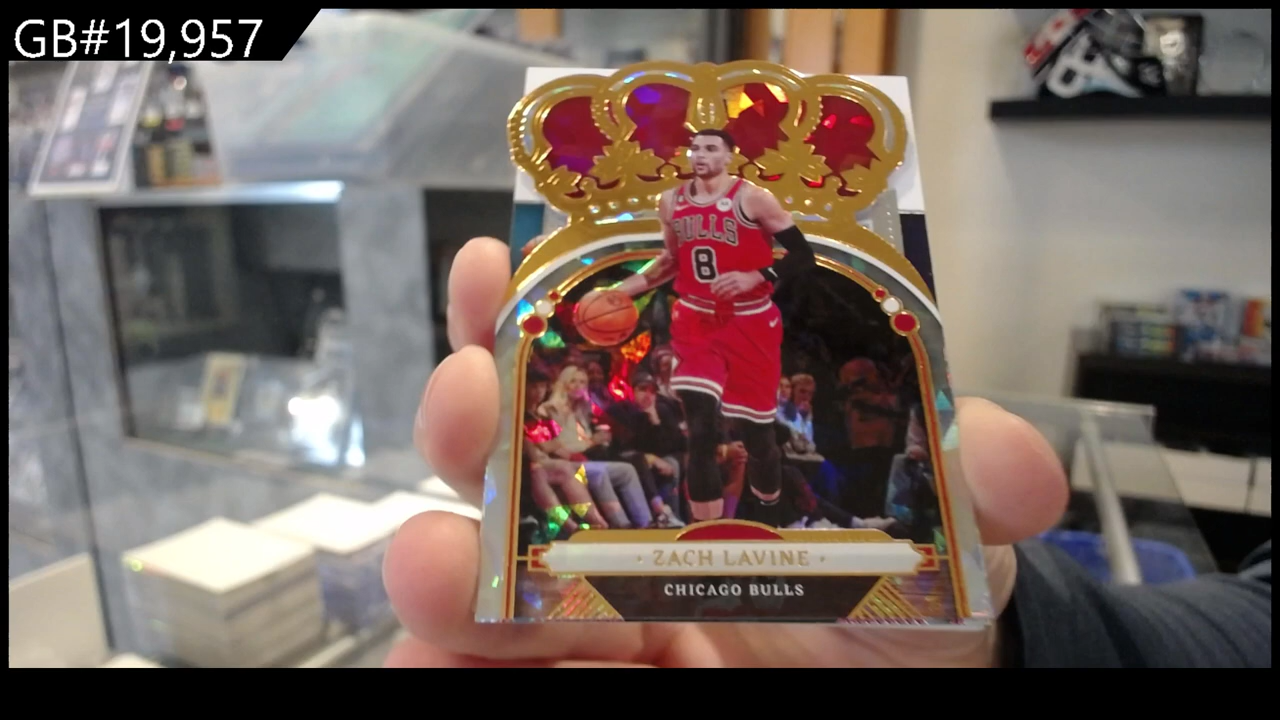 GB#19,957
BULLS
8
· ZACH LAVINE ·
CHICAGO BULLS